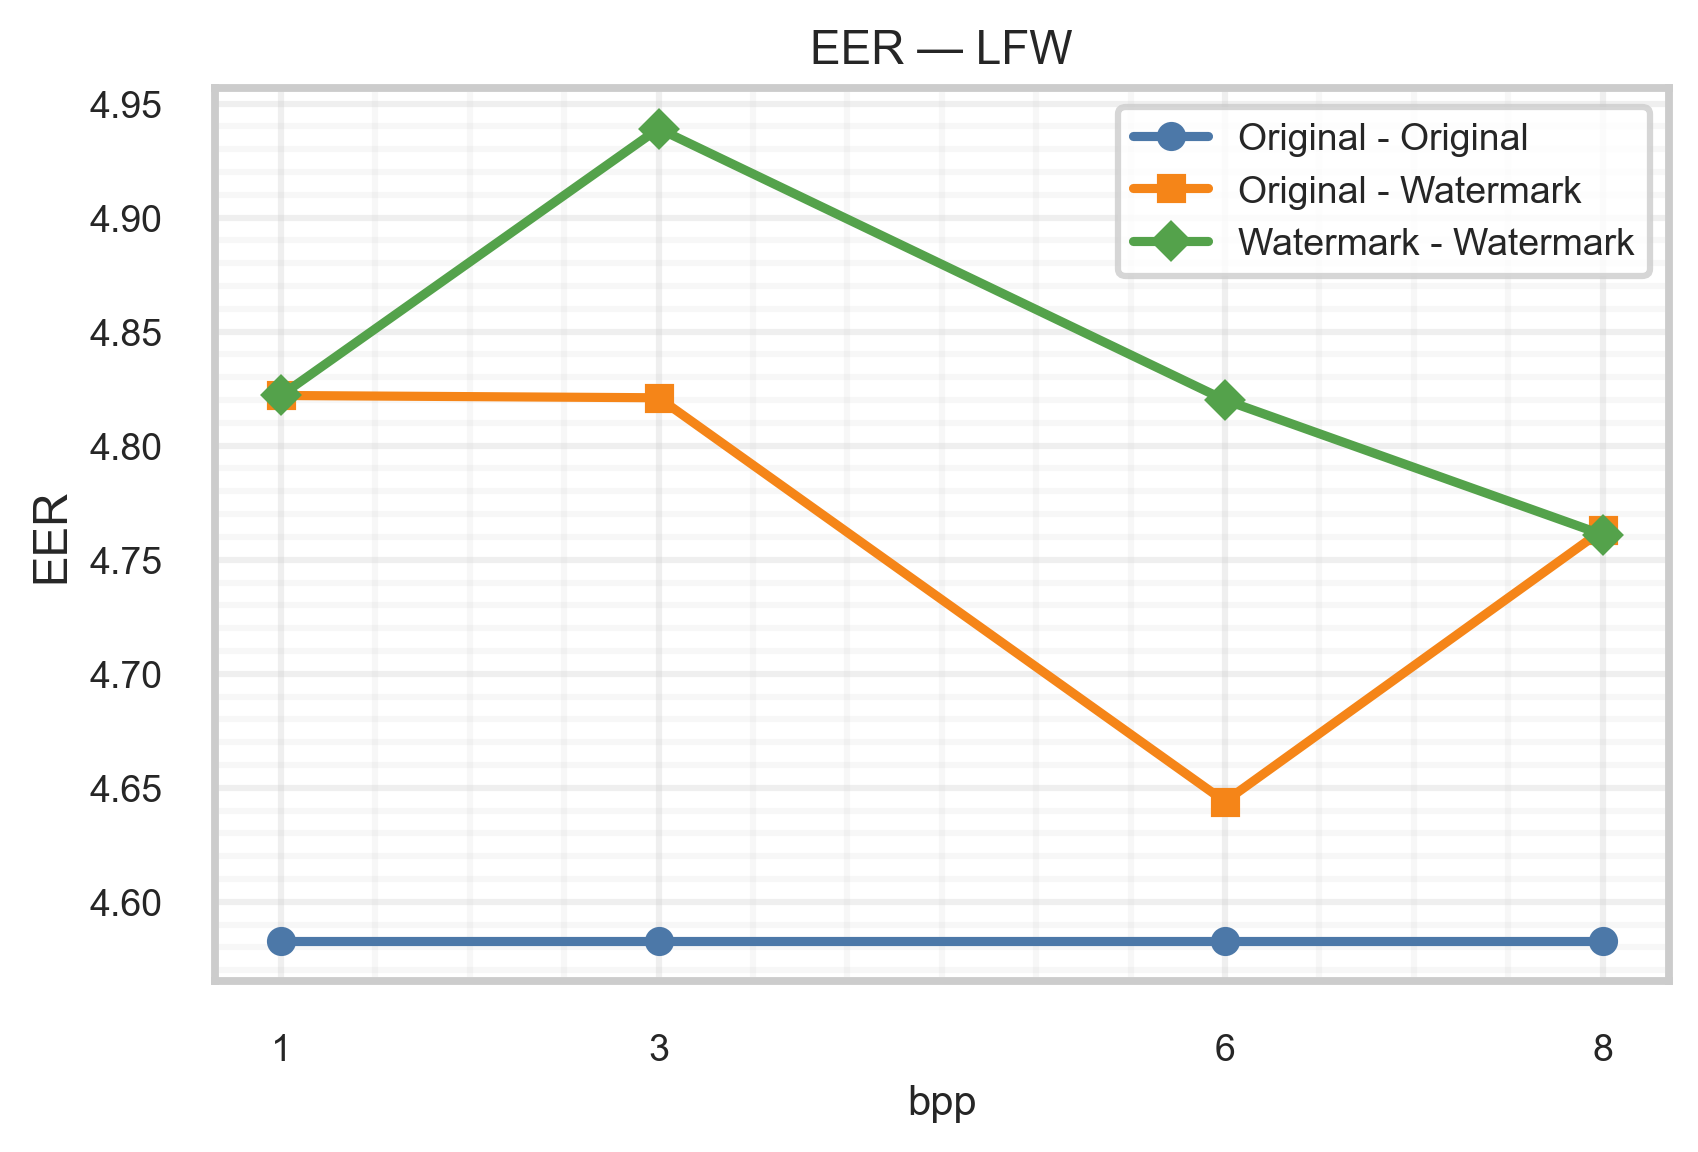 EER — LFW
4.95
4.90
4.85
4.80
4.75
4.70
4.65
4.60
EER
Original - Original
Original - Watermark
Watermark - Watermark
1 3 6 8
bpp